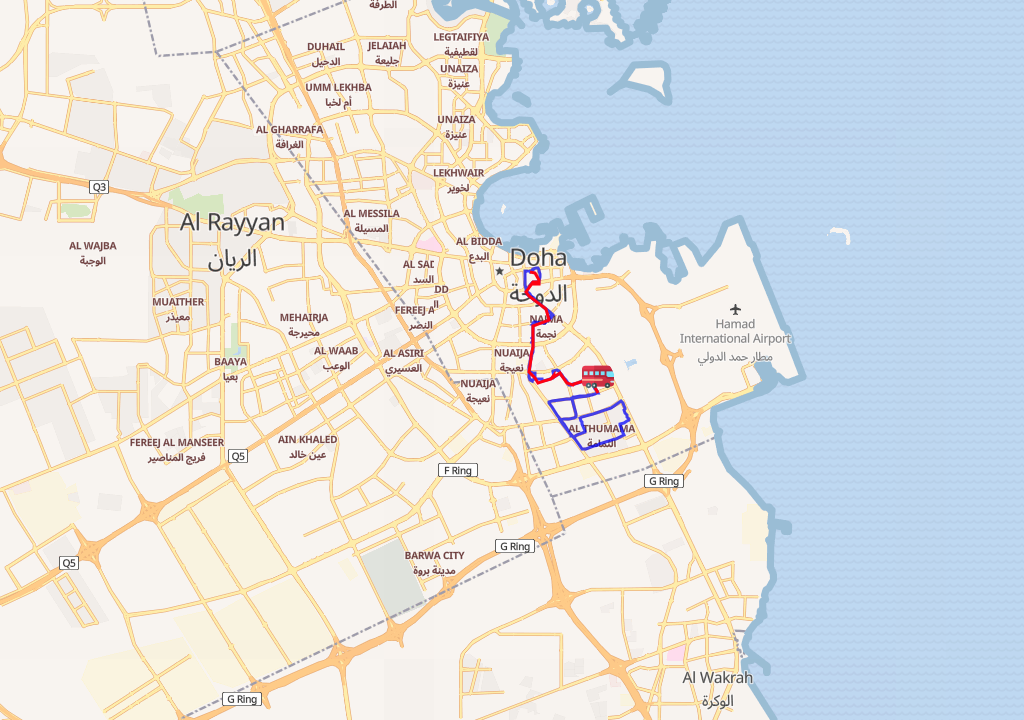 الطرفة
LEGTAIFIYA
لقطيفية
DUHAIL
الدحيل
JELAIAH
جليعة
UNAIZA
عنيزة
UMM LEKHBA
أم لخبا
UNAIZA
عنيزة
AL GHARRAFA
الغرافة
LEKHWAIR
لخوير
Q3
AL MESSILA
المسيلة
Al Rayyan
الريان
AL WAJBA
الوجبة
AL BIDDA
البدع
Doha
الدوحة
AL SAD
السد
DD
MUAITHER
معيذر
MEHAIRJA
محيرجة
FEREEJ A
النصر
NAJMA
نجمة
Hamad
International Airport
مطار حمد الدولي
AL WAAB
الوعب
AL ASIRI
العسيري
NUAIJA
نعيجة
BAAYA
بعيا
NUAIJA
نعيجة
AL THUMAMA
الثمامة
FEREEJ AL MANSEER
فريج المناصير
AIN KHALED
عين خالد
Q5
F Ring
G Ring
G Ring
BARWA CITY
مدينة بروة
Q5
Al Wakrah
الوكرة
G Ring